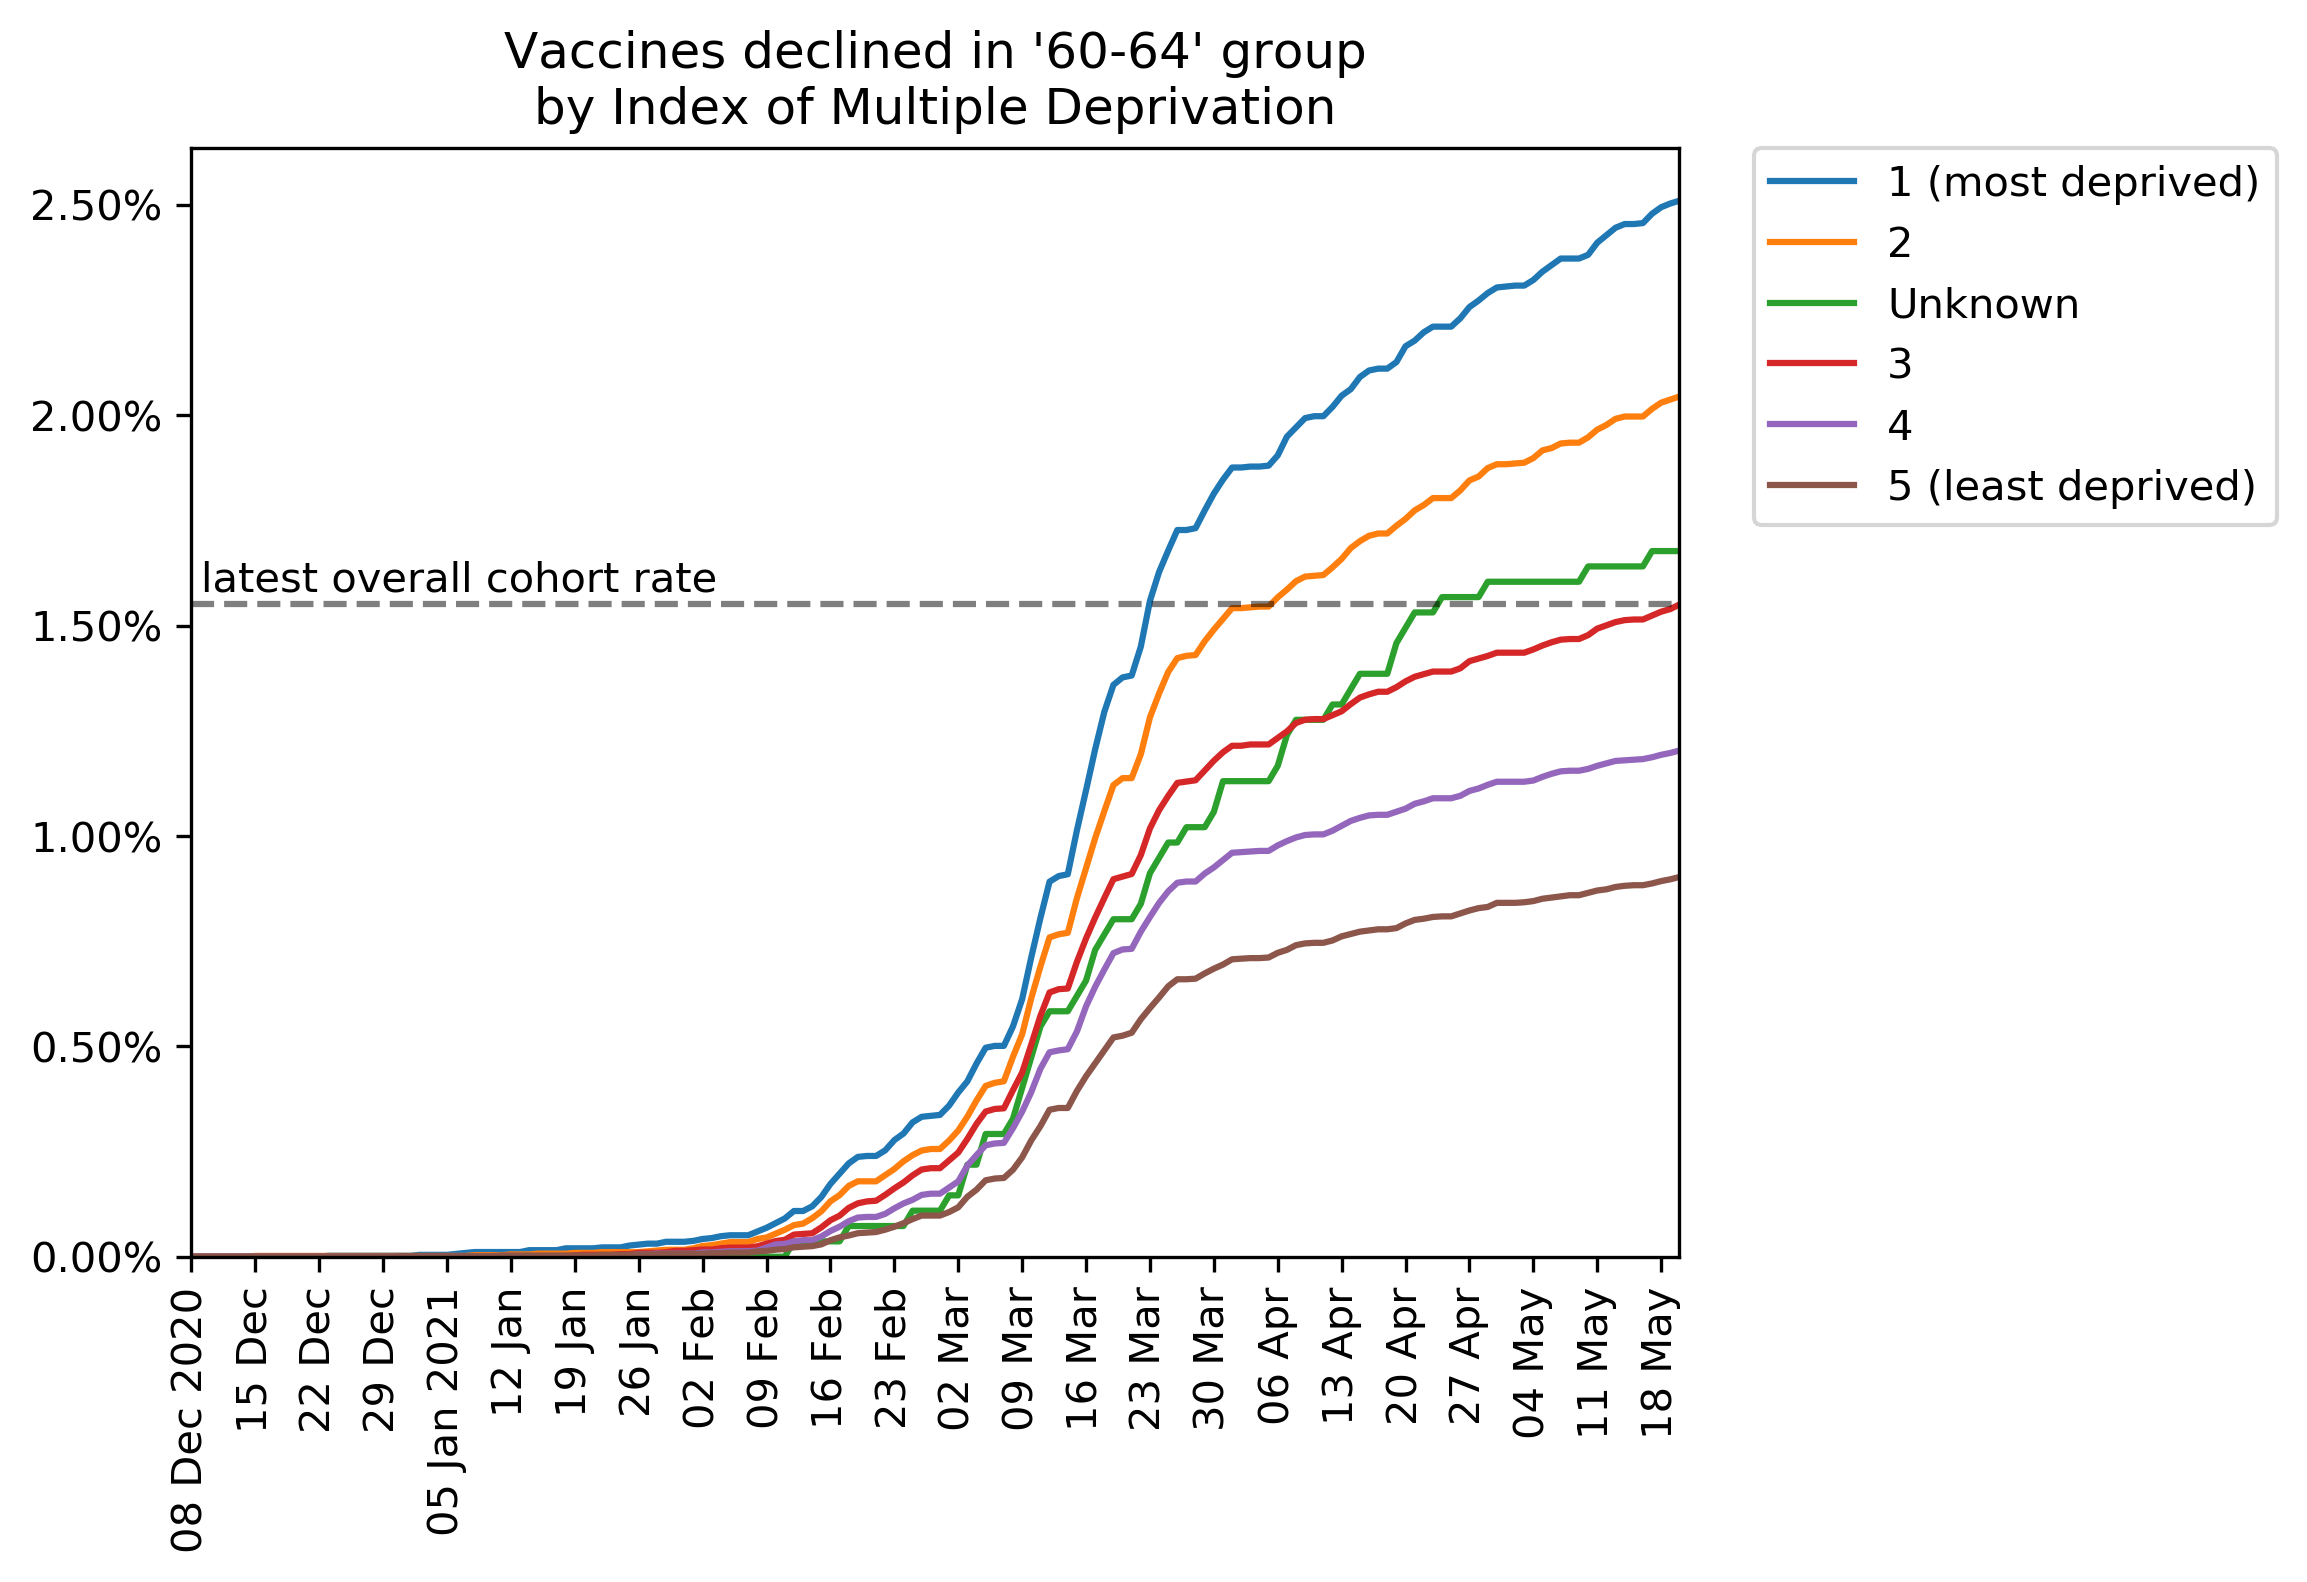 Vaccines declined in '60-64' group
by Index of Multiple Deprivation
2.50%
2.00%
1.50%
1.00%
0.50%
0.00%
latest overall cohort rate
08 Dec 2020
15 Dec
22 Dec
29 Dec
05 Jan 2021
12 Jan
19 Jan
26 Jan
02 Feb
09 Feb
16 Feb
23 Feb
02 Mar
09 Mar
16 Mar
23 Mar
30 Mar
06 Apr
13 Apr
20 Apr
27 Apr
04 May
11 May
18 May
1 (most deprived)
2
Unknown
3
4
5 (least deprived)